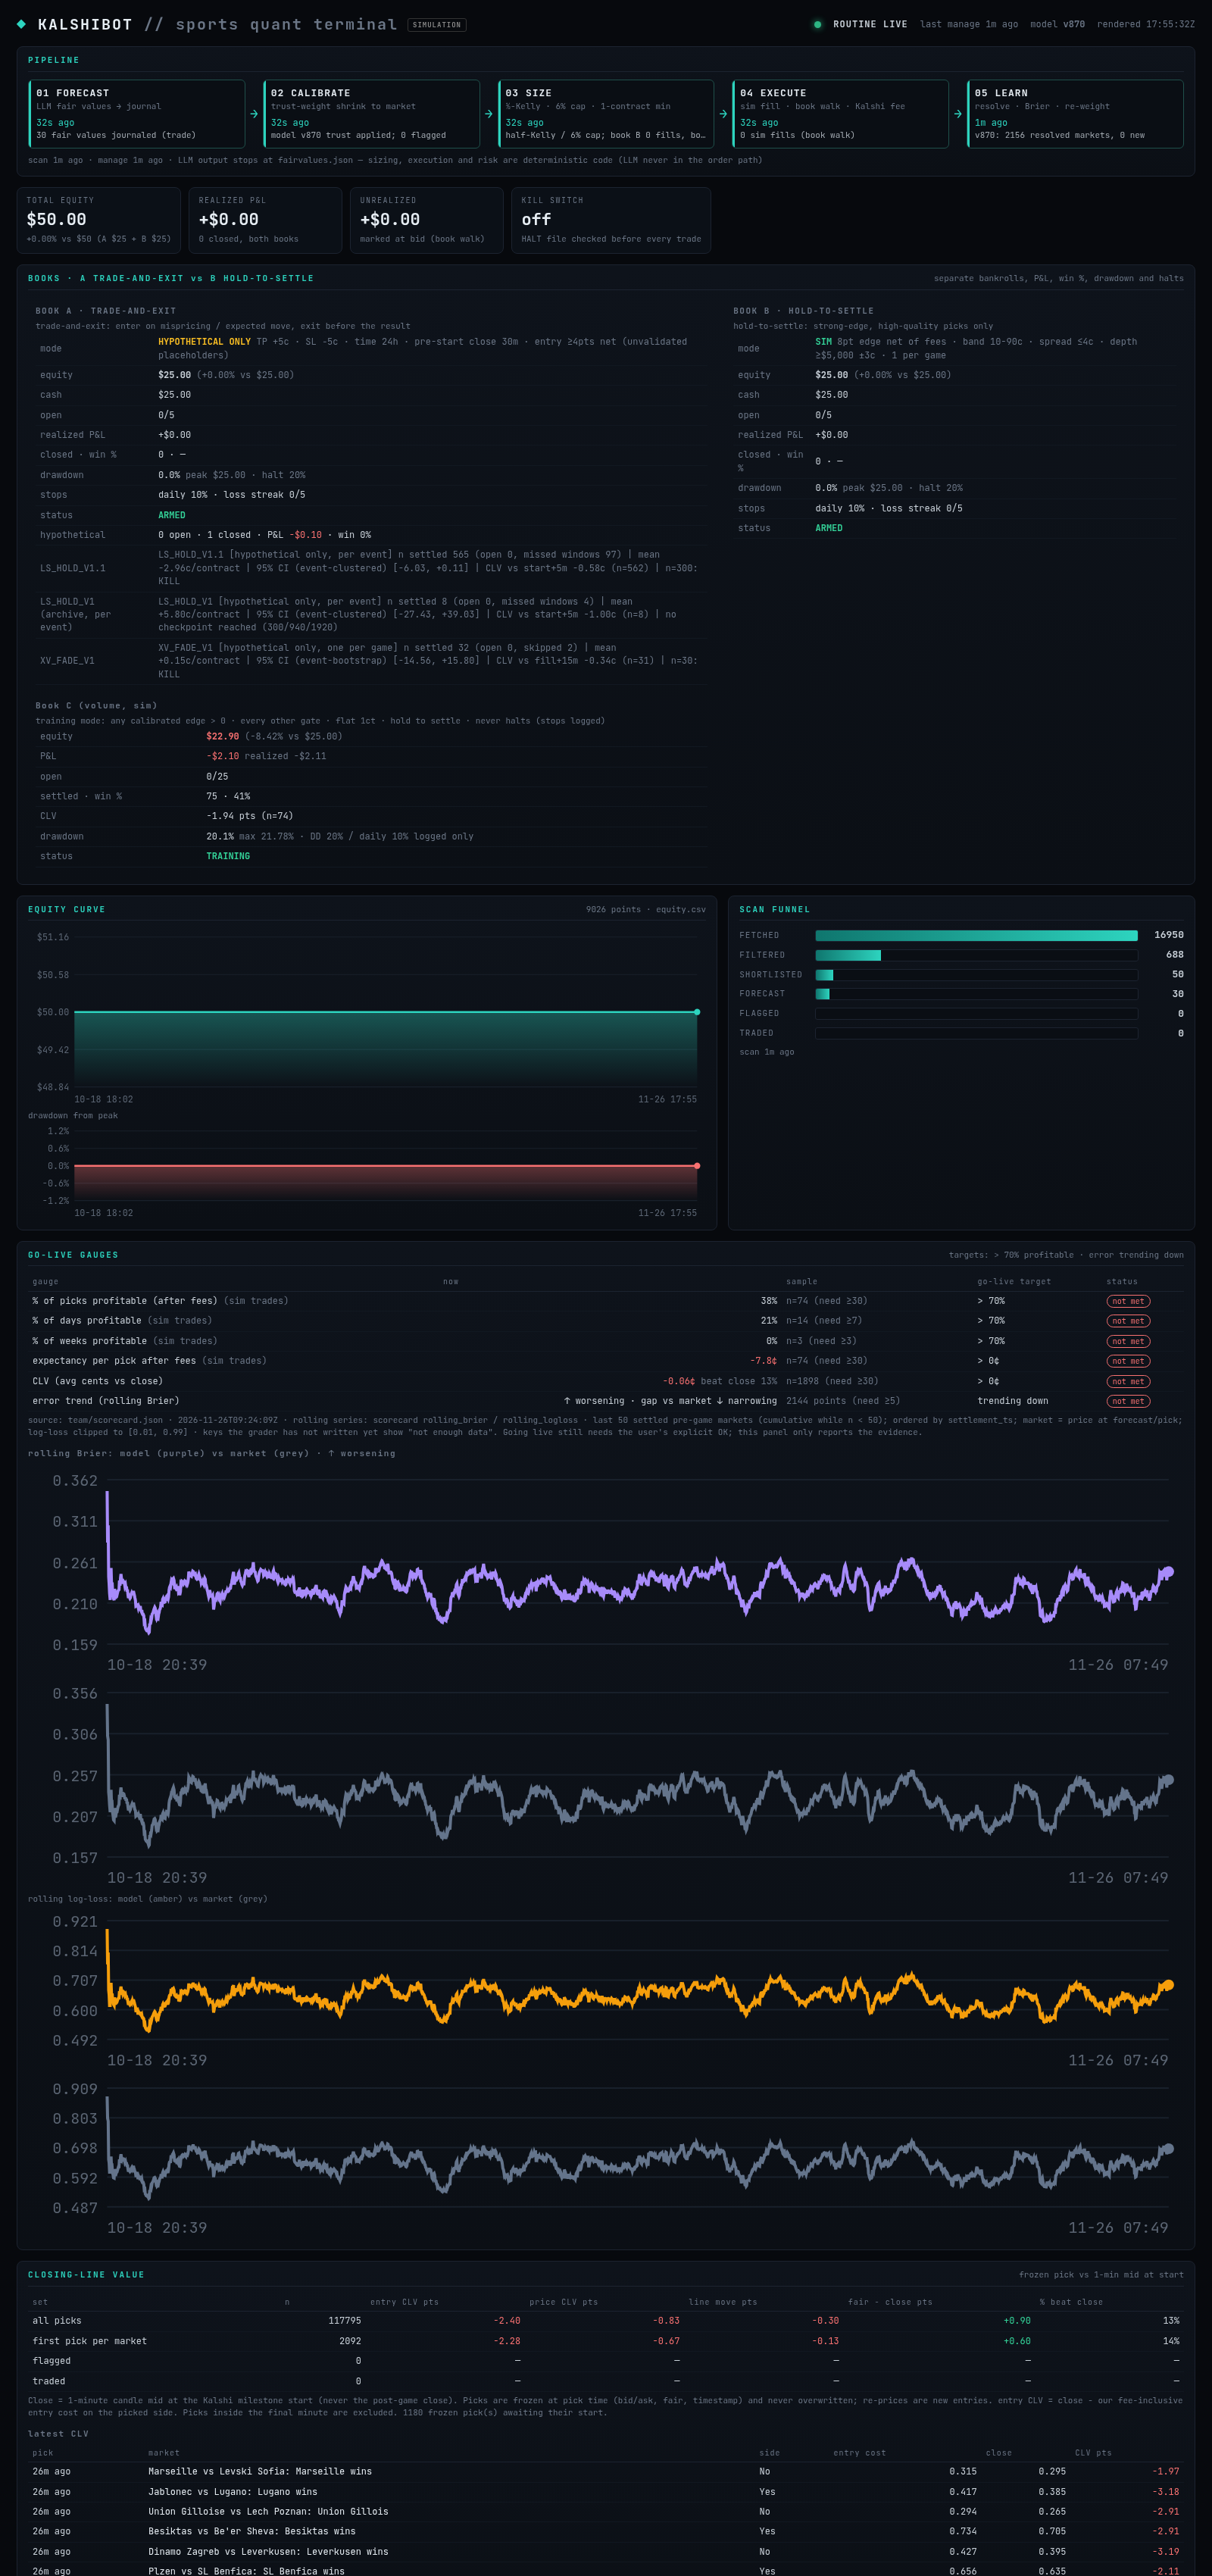 ◆ KALSHIBOT // sports quant terminal SIMULATION
ROUTINE LIVE last manage 1m ago model v870 rendered 17:55:32Z
PIPELINE
01 FORECAST
LLM fair values → journal
32s ago
30 fair values journaled (trade)
→
02 CALIBRATE
trust-weight shrink to market
32s ago
model v870 trust applied; 0 flagged
→
03 SIZE
½-Kelly · 6% cap · 1-contract min
32s ago
half-Kelly / 6% cap; book B 0 fills, bo…
→
04 EXECUTE
sim fill · book walk · Kalshi fee
32s ago
0 sim fills (book walk)
→
05 LEARN
resolve · Brier · re-weight
1m ago
v870: 2156 resolved markets, 0 new
scan 1m ago · manage 1m ago · LLM output stops at fairvalues.json — sizing, execution and risk are deterministic code (LLM never in the order path)
TOTAL EQUITY
$50.00
+0.00% vs $50 (A $25 + B $25)
REALIZED P&L
+$0.00
0 closed, both books
UNREALIZED
+$0.00
marked at bid (book walk)
KILL SWITCH
off
HALT file checked before every trade
BOOKS · A TRADE-AND-EXIT vs B HOLD-TO-SETTLE
separate bankrolls, P&L, win %, drawdown and halts
BOOK A · TRADE-AND-EXIT
trade-and-exit: enter on mispricing / expected move, exit before the result
mode HYPOTHETICAL ONLY TP +5c · SL -5c · time 24h · pre-start close 30m · entry ≥4pts net (unvalidated
placeholders)
equity $25.00 (+0.00% vs $25.00)
cash $25.00
open 0/5
realized P&L +$0.00
closed · win % 0 · —
drawdown 0.0% peak $25.00 · halt 20%
stops daily 10% · loss streak 0/5
status ARMED
hypothetical 0 open · 1 closed · P&L -$0.10 · win 0%
LS_HOLD_V1.1 LS_HOLD_V1.1 [hypothetical only, per event] n settled 565 (open 0, missed windows 97) | mean
-2.96c/contract | 95% CI (event-clustered) [-6.03, +0.11] | CLV vs start+5m -0.58c (n=562) | n=300:
KILL
LS_HOLD_V1 (archive, per event) LS_HOLD_V1 [hypothetical only, per event] n settled 8 (open 0, missed windows 4) | mean
+5.80c/contract | 95% CI (event-clustered) [-27.43, +39.03] | CLV vs start+5m -1.00c (n=8) | no
checkpoint reached (300/940/1920)
XV_FADE_V1 XV_FADE_V1 [hypothetical only, one per game] n settled 32 (open 0, skipped 2) | mean
+0.15c/contract | 95% CI (event-bootstrap) [-14.56, +15.80] | CLV vs fill+15m -0.34c (n=31) | n=30:
KILL
BOOK B · HOLD-TO-SETTLE
hold-to-settle: strong-edge, high-quality picks only
mode SIM 8pt edge net of fees · band 10-90c · spread ≤4c · depth
≥$5,000 ±3c · 1 per game
equity $25.00 (+0.00% vs $25.00)
cash $25.00
open 0/5
realized P&L +$0.00
closed · win % 0 · —
drawdown 0.0% peak $25.00 · halt 20%
stops daily 10% · loss streak 0/5
status ARMED
Book C (volume, sim)
training mode: any calibrated edge > 0 · every other gate · flat 1ct · hold to settle · never halts (stops logged)
equity $22.90 (-8.42% vs $25.00)
P&L -$2.10 realized -$2.11
open 0/25
settled · win % 75 · 41%
CLV -1.94 pts (n=74)
drawdown 20.1% max 21.78% · DD 20% / daily 10% logged only
status TRAINING
EQUITY CURVE
9026 points · equity.csv
$51.16
$50.58
$50.00
$49.42
$48.84
10-18 18:02 11-26 17:55
drawdown from peak
1.2%
0.6%
0.0%
-0.6%
-1.2%
10-18 18:02 11-26 17:55
SCAN FUNNEL
FETCHED 16950
FILTERED 688
SHORTLISTED 50
FORECAST 30
FLAGGED 0
TRADED 0
scan 1m ago
GO-LIVE GAUGES
targets: > 70% profitable · error trending down
gauge now sample go-live target status
% of picks profitable (after fees) (sim trades) 38% n=74 (need ≥30) > 70% not met
% of days profitable (sim trades) 21% n=14 (need ≥7) > 70% not met
% of weeks profitable (sim trades) 0% n=3 (need ≥3) > 70% not met
expectancy per pick after fees (sim trades) -7.8¢ n=74 (need ≥30) > 0¢ not met
CLV (avg cents vs close) -0.06¢ beat close 13% n=1898 (need ≥30) > 0¢ not met
error trend (rolling Brier) ↑ worsening · gap vs market ↓ narrowing 2144 points (need ≥5) trending down not met
source: team/scorecard.json · 2026-11-26T09:24:09Z · rolling series: scorecard rolling_brier / rolling_logloss · last 50 settled pre-game markets (cumulative while n < 50); ordered by settlement_ts; market = price at forecast/pick;
log-loss clipped to [0.01, 0.99] · keys the grader has not written yet show "not enough data". Going live still needs the user's explicit OK; this panel only reports the evidence.
rolling Brier: model (purple) vs market (grey) · ↑ worsening
0.362
0.311
0.261
0.210
0.159
10-18 20:39 11-26 07:49
0.356
0.306
0.257
0.207
0.157
10-18 20:39 11-26 07:49
rolling log-loss: model (amber) vs market (grey)
0.921
0.814
0.707
0.600
0.492
10-18 20:39 11-26 07:49
0.909
0.803
0.698
0.592
0.487
10-18 20:39 11-26 07:49
CLOSING-LINE VALUE
frozen pick vs 1-min mid at start
set n entry CLV pts price CLV pts line move pts fair - close pts % beat close
all picks 117795 -2.40 -0.83 -0.30 +0.90 13%
first pick per market 2092 -2.28 -0.67 -0.13 +0.60 14%
flagged 0 — — — — —
traded 0 — — — — —
Close = 1-minute candle mid at the Kalshi milestone start (never the post-game close). Picks are frozen at pick time (bid/ask, fair, timestamp) and never overwritten; re-prices are new entries. entry CLV = close - our fee-inclusive
entry cost on the picked side. Picks inside the final minute are excluded. 1180 frozen pick(s) awaiting their start.
latest CLV
pick market side entry cost close CLV pts
26m ago Marseille vs Levski Sofia: Marseille wins No 0.315 0.295 -1.97
26m ago Jablonec vs Lugano: Lugano wins Yes 0.417 0.385 -3.18
26m ago Union Gilloise vs Lech Poznan: Union Gillois No 0.294 0.265 -2.91
26m ago Besiktas vs Be'er Sheva: Besiktas wins Yes 0.734 0.705 -2.91
26m ago Dinamo Zagreb vs Leverkusen: Leverkusen wins No 0.427 0.395 -3.19
26m ago Plzen vs SL Benfica: SL Benfica wins Yes 0.656 0.635 -2.11